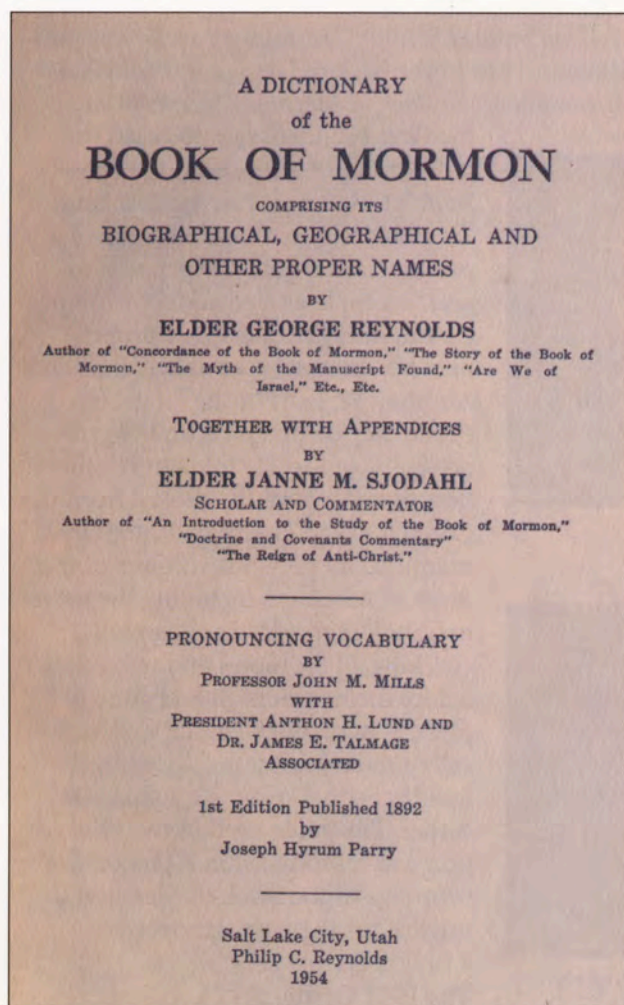 A DICTIONARY
of the
BOOK OF MORMON
COMPRISING ITS
BIOGRAPHICAL, GEOGRAPHICAL AND
OTHER PROPER NAMES
BY
ELDER GEORGE REYNOLDS
Author of "Concordance of the Book of Mormon," "The Story of the Book of
Mormon," "The Myth of the Manuscript Found," "Are We of
Israel," Etc., Etc.
TOGETHER WITH APPENDICES
BY
ELDER JANNE M. SJODAHL
SCHOLAR AND COMMENTATOR
Author of "An Introduction to the Study of the Book of Mormon,"
"Doctrine and Covenants Commentary"
"The Reign of Anti-Christ."
PRONOUNCING VOCABULARY
BY
PROFESSOR JOHN M. MILLS
WITH
PRESIDENT ANTHON H. LUND AND
DR. JAMES E. TALMAGE
ASSOCIATED
1st Edition Published 1892
by
Joseph Hyrum Parry
Salt Lake City, Utah
Philip C. Reynolds
1954